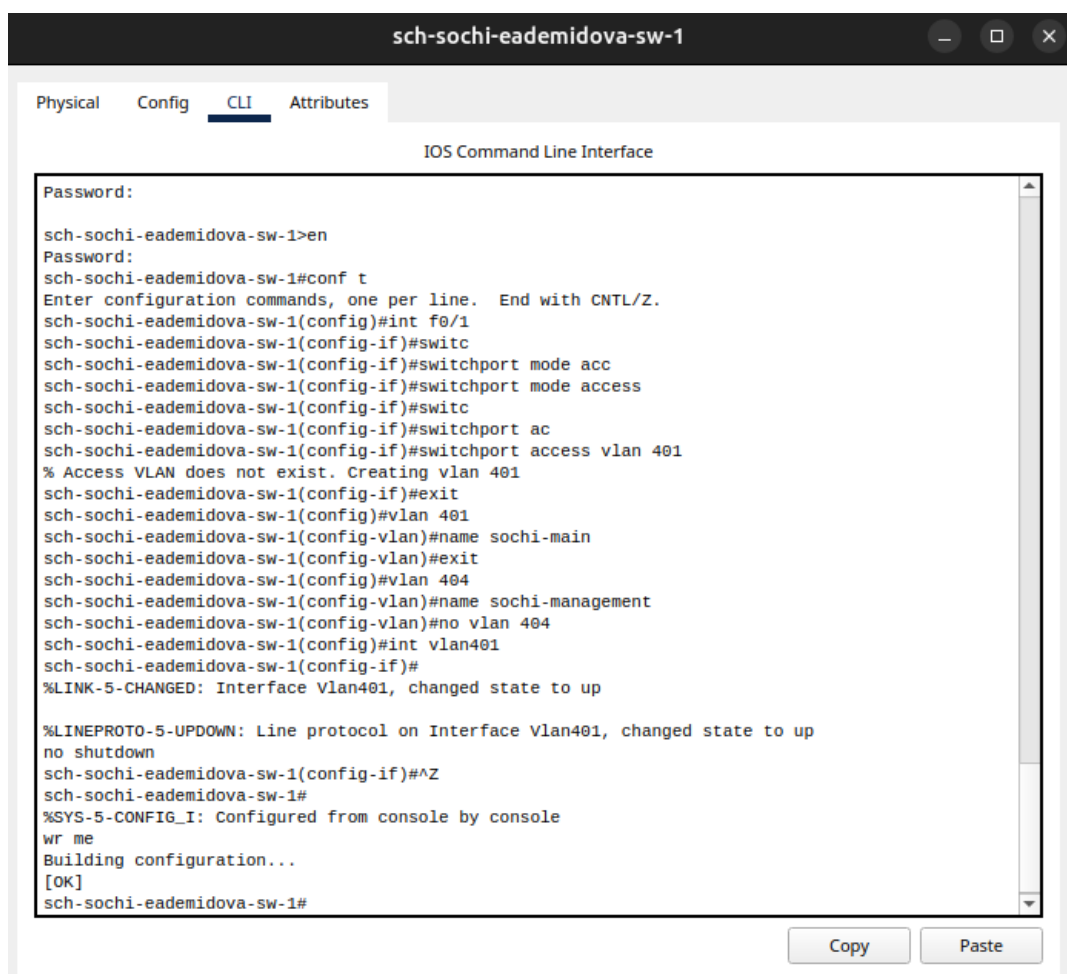 sch-sochi-eademidova-sw-1
Physical Config CLI Attributes
IOS Command Line Interface
Password:
sch-sochi-eademidova-sw-1>en
Password:
sch-sochi-eademidova-sw-1#conf t
Enter configuration commands, one per line.  End with CNTL/Z.
sch-sochi-eademidova-sw-1(config)#int f0/1
sch-sochi-eademidova-sw-1(config-if)#switc
sch-sochi-eademidova-sw-1(config-if)#switchport mode acc
sch-sochi-eademidova-sw-1(config-if)#switchport mode access
sch-sochi-eademidova-sw-1(config-if)#switc
sch-sochi-eademidova-sw-1(config-if)#switchport ac
sch-sochi-eademidova-sw-1(config-if)#switchport access vlan 401
% Access VLAN does not exist. Creating vlan 401
sch-sochi-eademidova-sw-1(config-if)#exit
sch-sochi-eademidova-sw-1(config)#vlan 401
sch-sochi-eademidova-sw-1(config-vlan)#name sochi-main
sch-sochi-eademidova-sw-1(config-vlan)#exit
sch-sochi-eademidova-sw-1(config)#vlan 404
sch-sochi-eademidova-sw-1(config-vlan)#name sochi-management
sch-sochi-eademidova-sw-1(config-vlan)#no vlan 404
sch-sochi-eademidova-sw-1(config)#int vlan401
sch-sochi-eademidova-sw-1(config-if)#
%LINK-5-CHANGED: Interface Vlan401, changed state to up
%LINEPROTO-5-UPDOWN: Line protocol on Interface Vlan401, changed state to up
no shutdown
sch-sochi-eademidova-sw-1(config-if)#^Z
sch-sochi-eademidova-sw-1#
%SYS-5-CONFIG_I: Configured from console by console
wr me
Building configuration...
[OK]
sch-sochi-eademidova-sw-1#
Copy Paste